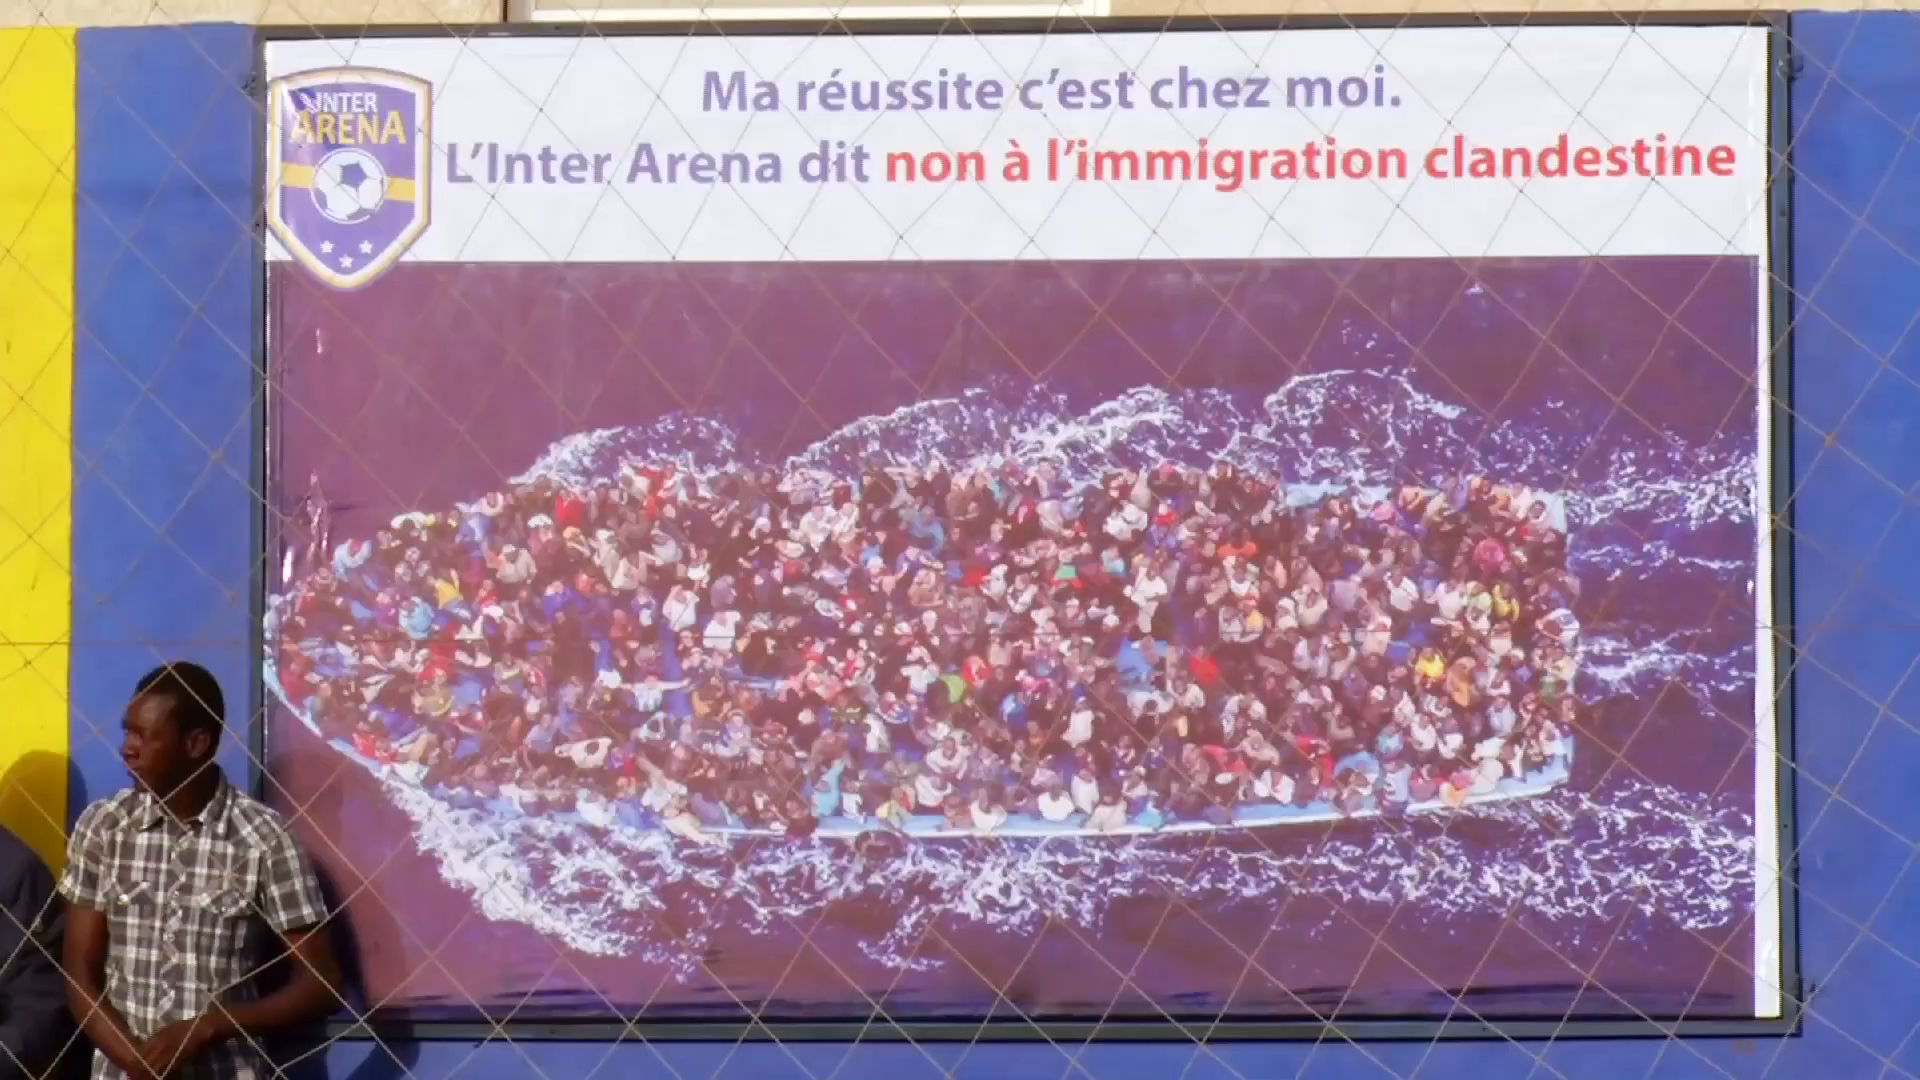 INTER
ARENA
Ma réussite c'est chez moi.
L'Inter Arena dit non à l'immigration clandestine